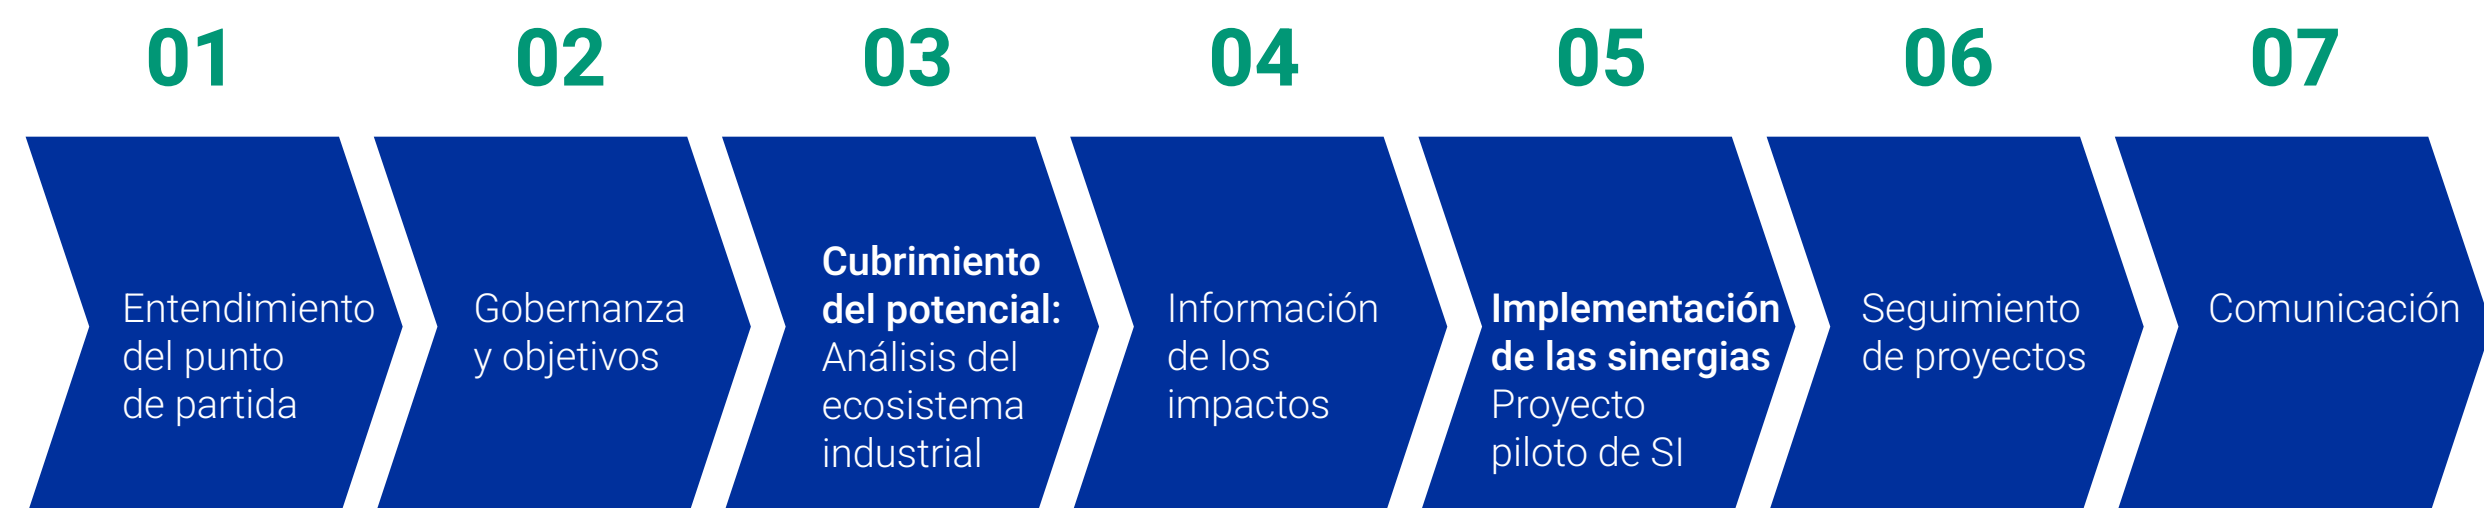 01
Entendimiento
del punto
de partida
02
Gobernanza
y objetivos
03
Cubrimiento
del potencial:
Análisis del
ecosistema
industrial
04
Información
de los
impactos
05
Implementación
de las sinergias
Proyecto
piloto de SI
06
Seguimiento
de proyectos
07
Comunicación